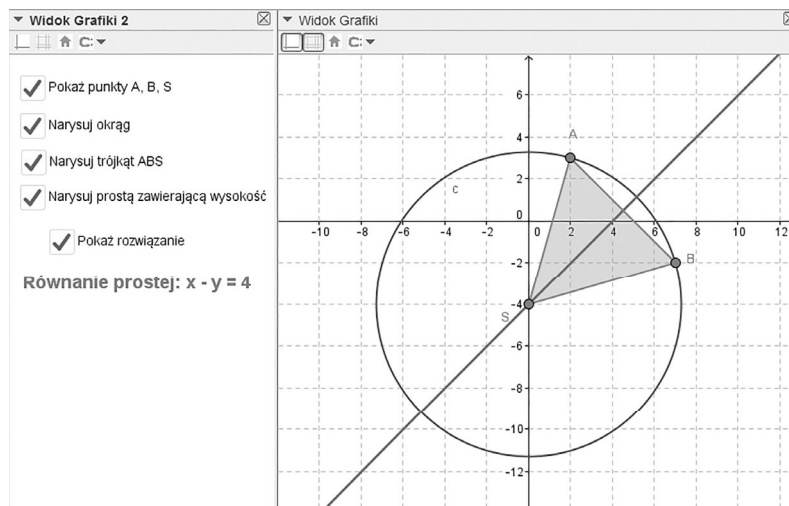 Widok Grafiki 2
Pokaż punkty A, B, S
Narysuj okrąg
Narysuj trójkąt ABS
Narysuj prostą zawierającą wysokość
Pokaż rozwiązanie
Równanie prostej: x - y = 4
Widok Grafiki
6
4
A
2
c
0
-10 -8 -6 -4 -2 0 2 4 6 8 10 12
-2
B
-4
S
-6
-8
-10
-12